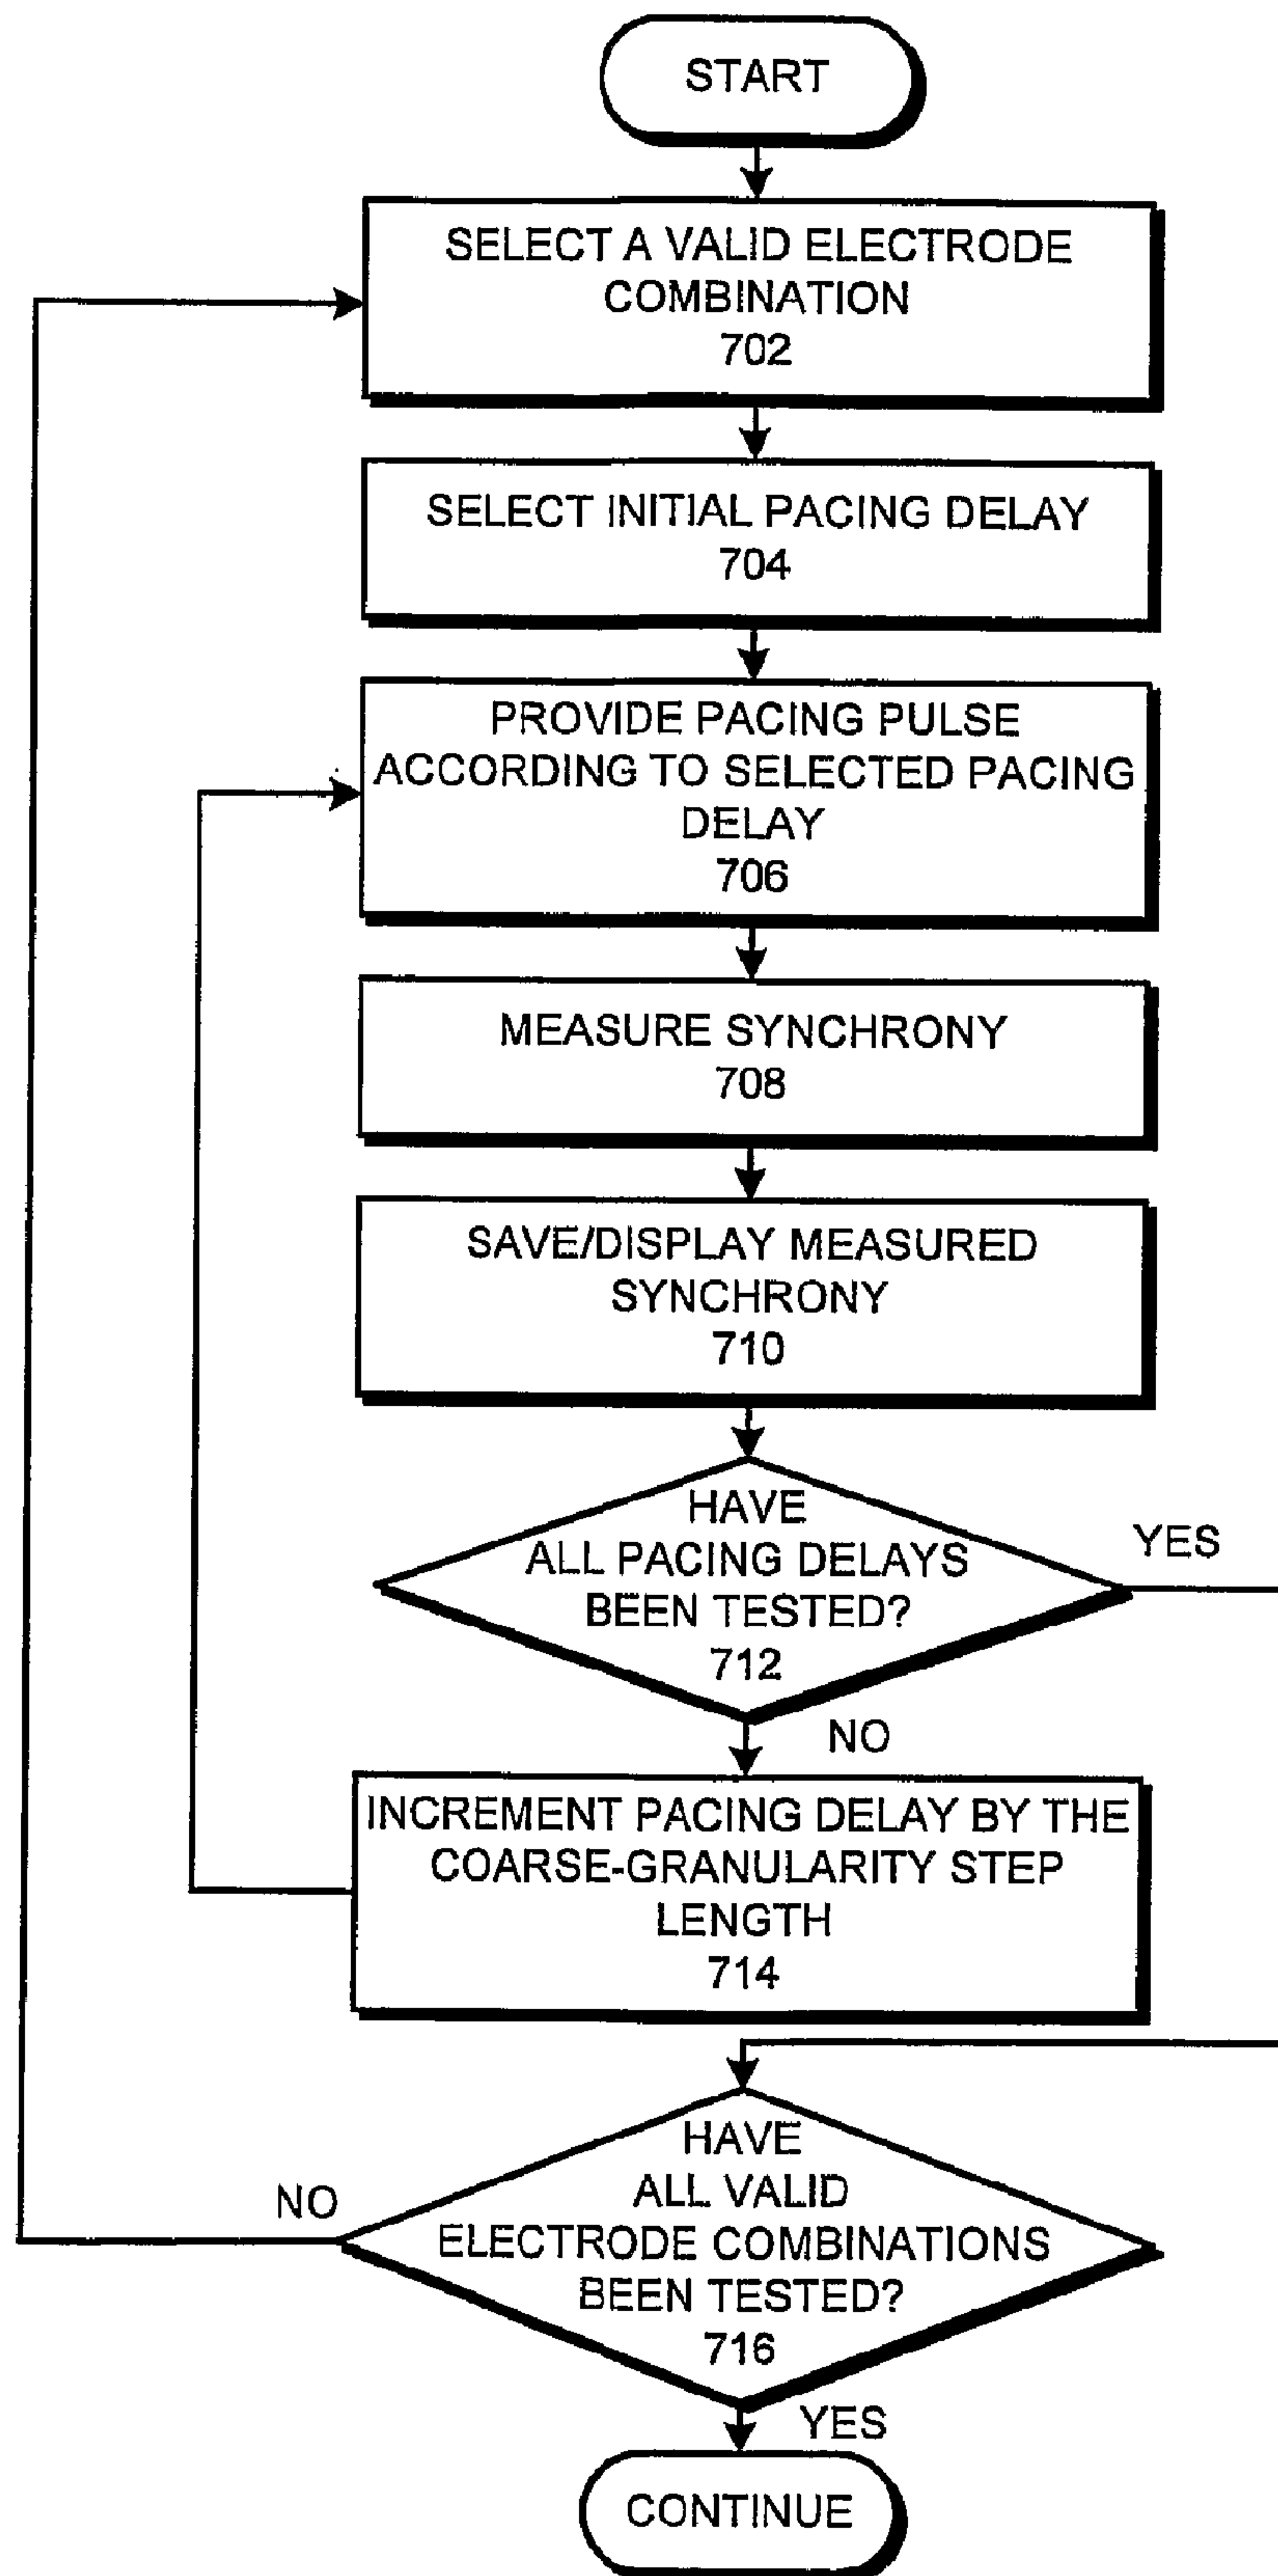 START
SELECT A VALID ELECTRODE
COMBINATION
702
SELECT INITIAL PACING DELAY
704
PROVIDE PACING PULSE
ACCORDING TO SELECTED PACING
DELAY
706
MEASURE SYNCHRONY
708
SAVE/DISPLAY MEASURED
SYNCHRONY
710
HAVE
ALL PACING DELAYS
BEEN TESTED?
712
YES
NO
INCREMENT PACING DELAY BY THE
COARSE-GRANULARITY STEP
LENGTH
714
HAVE
ALL VALID
ELECTRODE COMBINATIONS
BEEN TESTED?
716
NO
YES
CONTINUE